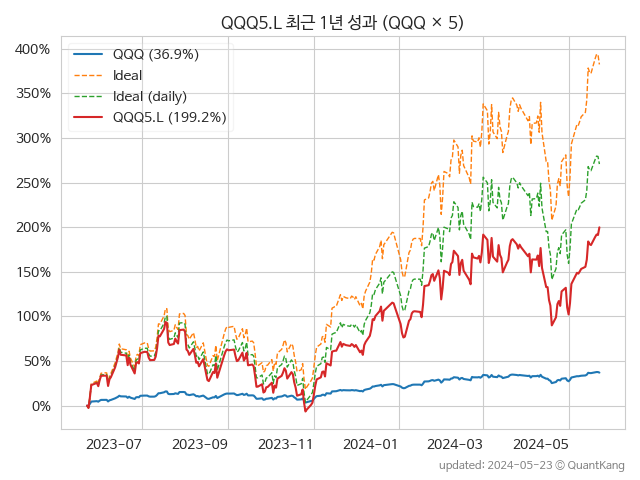 QQQ5.L 최근 1년 성과 (QQQ × 5)
QQQ (36.9%)
Ideal
Ideal (daily)
QQQ5.L (199.2%)
400%
350%
300%
250%
200%
150%
100%
50%
0%
2023-07
2023-09
2023-11
2024-01
2024-03
2024-05
updated: 2024-05-23 © QuantKang